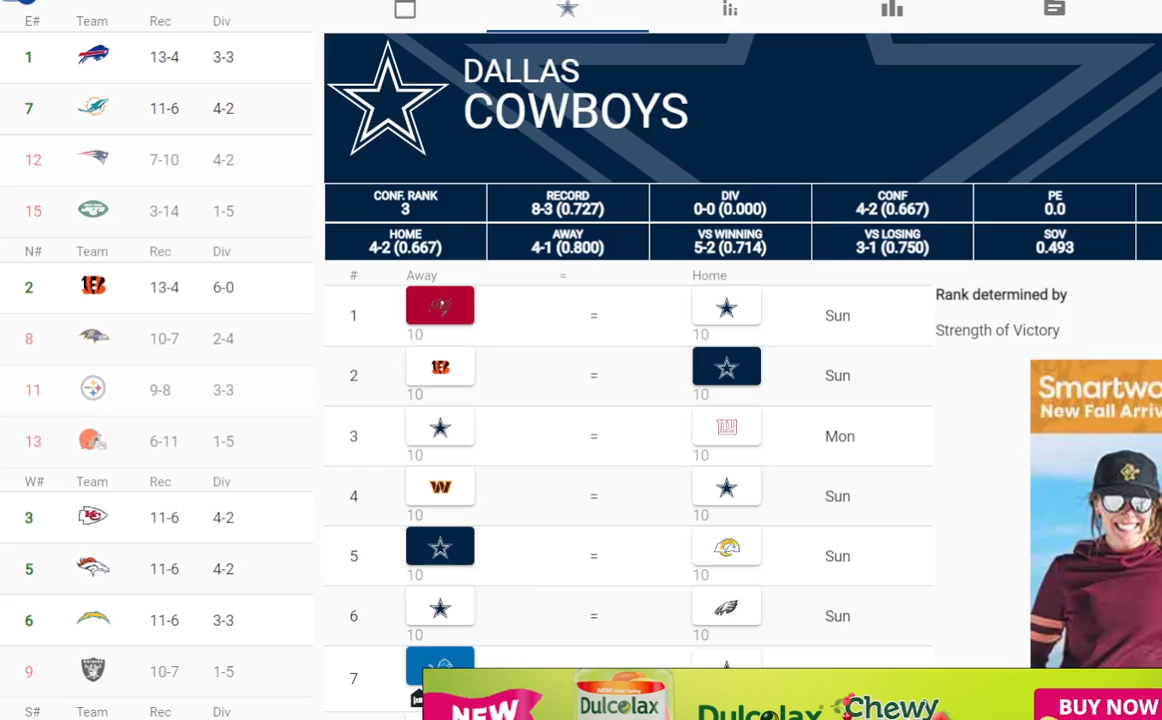 E# Team Rec Div
1 13-4 3-3
7 11-6 4-2
12 7-10 4-2
15 3-14 1-5
N# Team Rec Div
2 13-4 6-0
8 10-7 2-4
11 9-8 3-3
13 6-11 1-5
W# Team Rec Div
3 11-6 4-2
5 11-6 4-2
6 11-6 3-3
9 10-7 1-5
S# Team Rec Div
DALLAS
COWBOYS
CONF. RANK RECORD DIV CONF PE
3 8-3 (0.727) 0-0 (0.000) 4-2 (0.667) 0.0
HOME AWAY VS WINNING VS LOSING SOV
4-2 (0.667) 4-1 (0.800) 5-2 (0.714) 3-1 (0.750) 0.493
# Away = Home
1 = Sun
10 10
2 = Sun
10 10
3 = Mon
10 10
4 = Sun
10 10
5 = Sun
10 10
6 = Sun
10 10
7
Rank determined by
Strength of Victory
Smartwo
New Fall Arriv
NEW
Dulcolax
Dulcolax Chewy
BUY NOW